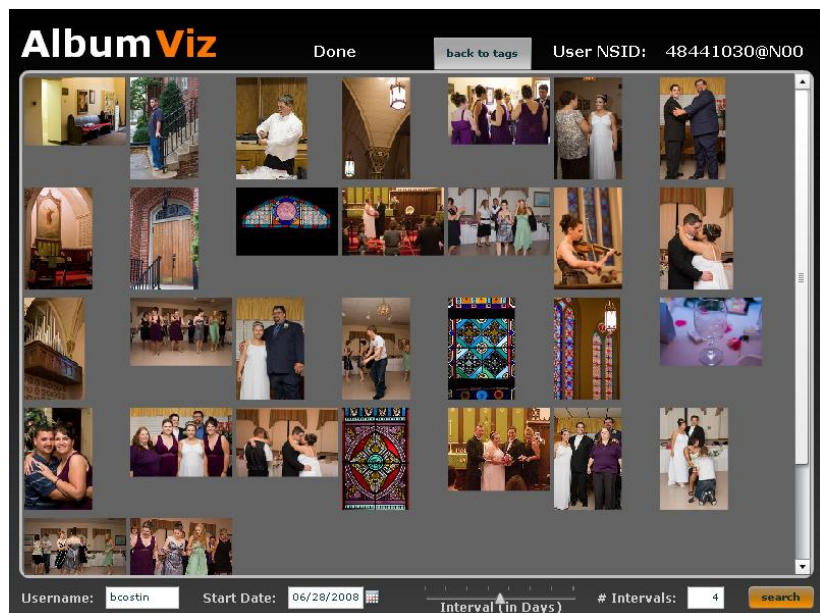 AlbumViz Done back to tags User NSID: 48441030@N00
Username: bcostin Start Date: 06/28/2008 Interval (in Days) # Intervals: 4 search